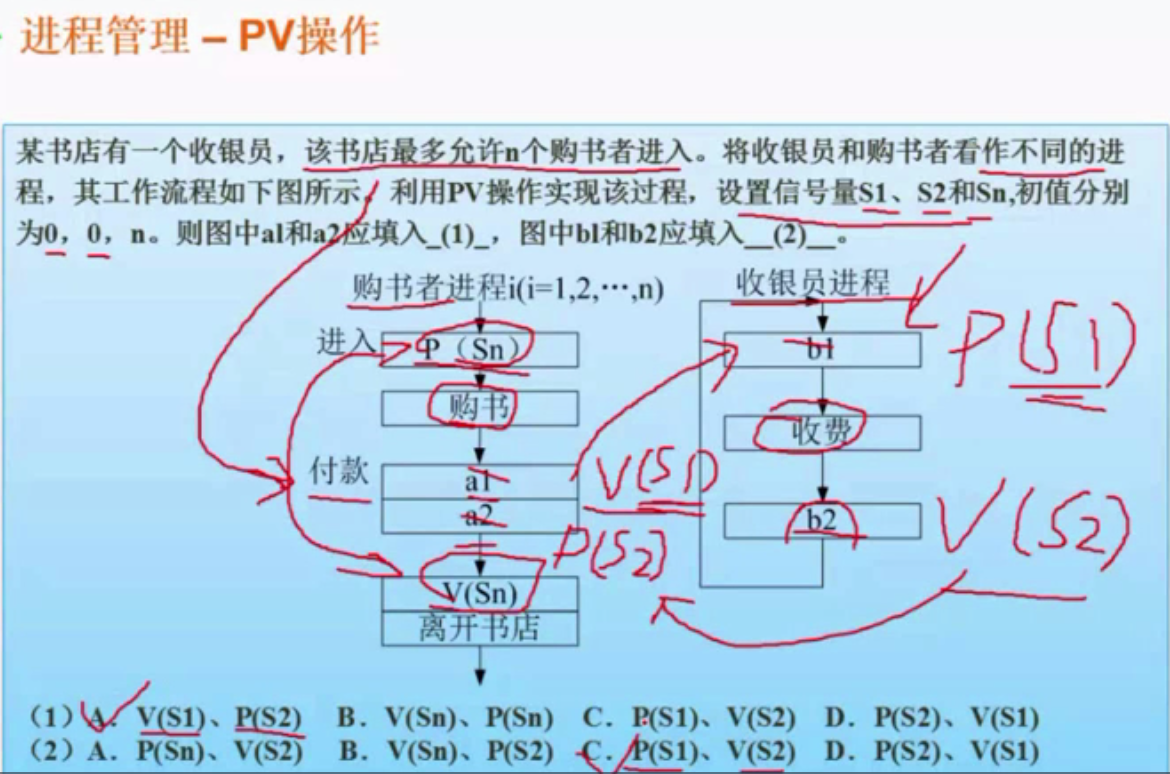 进程管理 – PV操作
某书店有一个收银员，该书店最多允许n个购书者进入。将收银员和购书者看作不同的进
程，其工作流程如下图所示。利用PV操作实现该过程，设置信号量S1、S2和Sn,初值分别
为0，0，n。则图中a1和a2应填入_(1)_，图中b1和b2应填入__(2)__。
购书者进程i(i=1,2,…,n)
进入
P（Sn）
购书
付款
a1
V(S1)
a2
P(S2)
V(Sn)
离开书店
收银员进程
b1
P(S1)
收费
b2
V(S2)
（1）A．V(S1)、P(S2) B．V(Sn)、P(Sn) C．P(S1)、V(S2) D．P(S2)、V(S1)
（2）A．P(Sn)、V(S2) B．V(Sn)、P(S2) C．P(S1)、V(S2) D．P(S2)、V(S1)